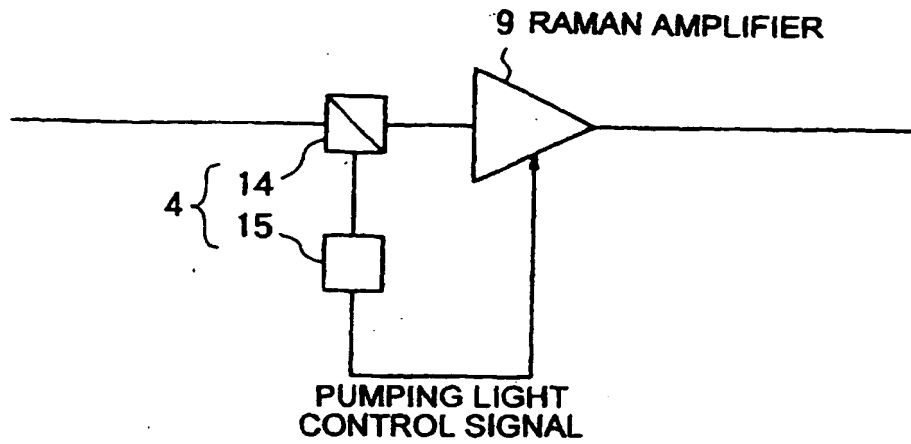 9 RAMAN AMPLIFIER
14
4
15
PUMPING LIGHT
CONTROL SIGNAL